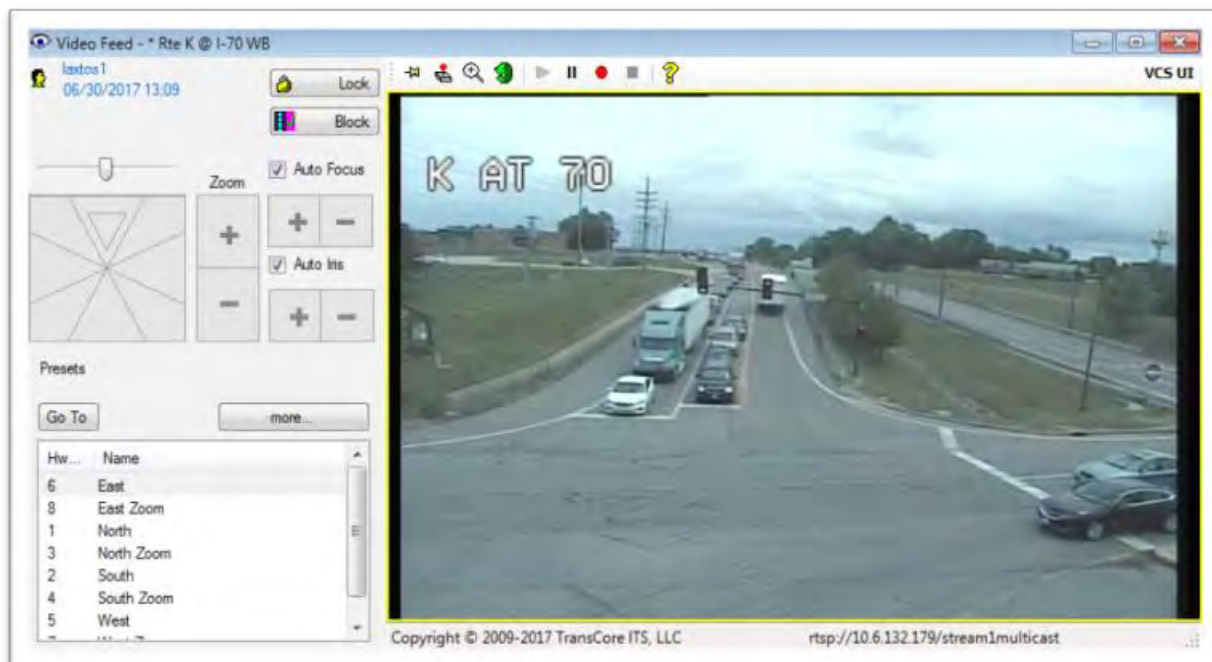 Video Feed - * Rte K @ I-70 WB
laxtos1
06/30/2017 13:09
Lock
Block
Zoom
Auto Focus
+
-
+
-
Auto Iris
+
-
Presets
Go To
more...
Hw... Name
6 East
8 East Zoom
1 North
3 North Zoom
2 South
4 South Zoom
5 West
VCS UI
K AT 70
Copyright © 2009-2017 TransCore ITS, LLC
rtsp://10.6.132.179/stream1multicast